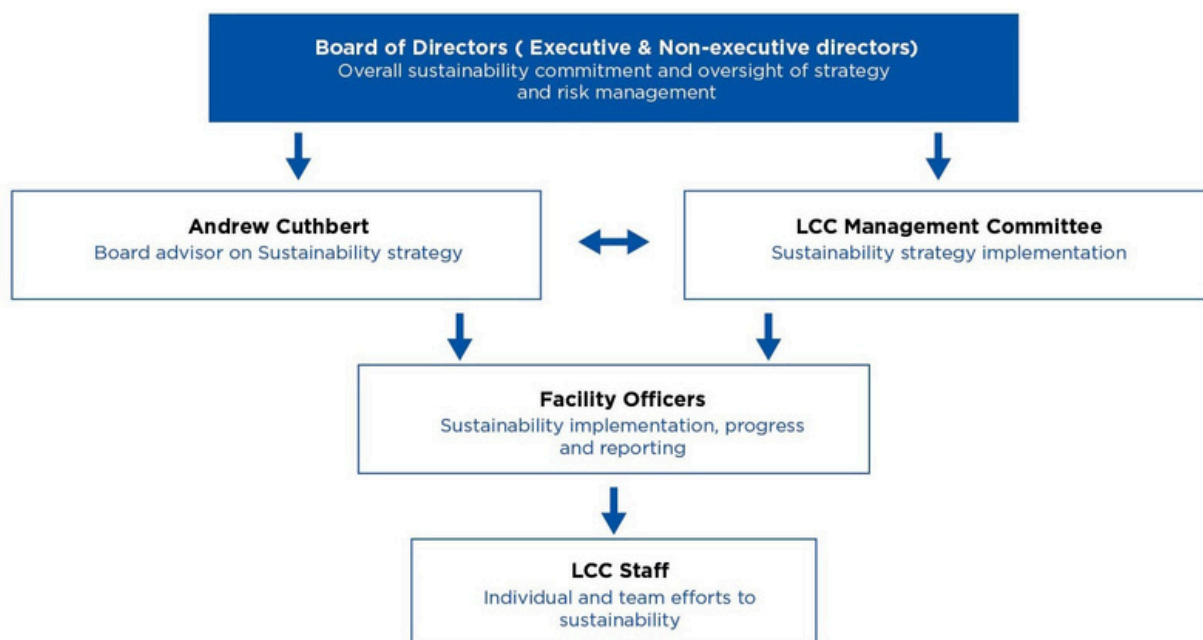 Board of Directors ( Executive & Non-executive directors)
Overall sustainability commitment and oversight of strategy
and risk management
Andrew Cuthbert
Board advisor on Sustainability strategy
LCC Management Committee
Sustainability strategy implementation
Facility Officers
Sustainability implementation, progress
and reporting
LCC Staff
Individual and team efforts to
sustainability